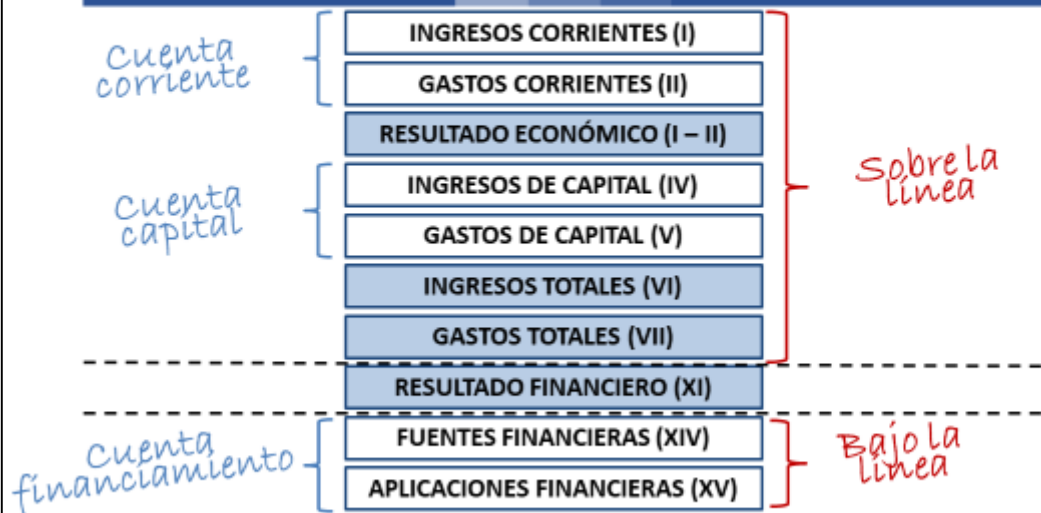 Cuenta
corriente
INGRESOS CORRIENTES (I)
GASTOS CORRIENTES (II)
RESULTADO ECONÓMICO (I – II)
Cuenta
capital
INGRESOS DE CAPITAL (IV)
GASTOS DE CAPITAL (V)
INGRESOS TOTALES (VI)
GASTOS TOTALES (VII)
Sobre la
línea
RESULTADO FINANCIERO (XI)
Cuenta
financiamiento
FUENTES FINANCIERAS (XIV)
APLICACIONES FINANCIERAS (XV)
Bajo la
línea